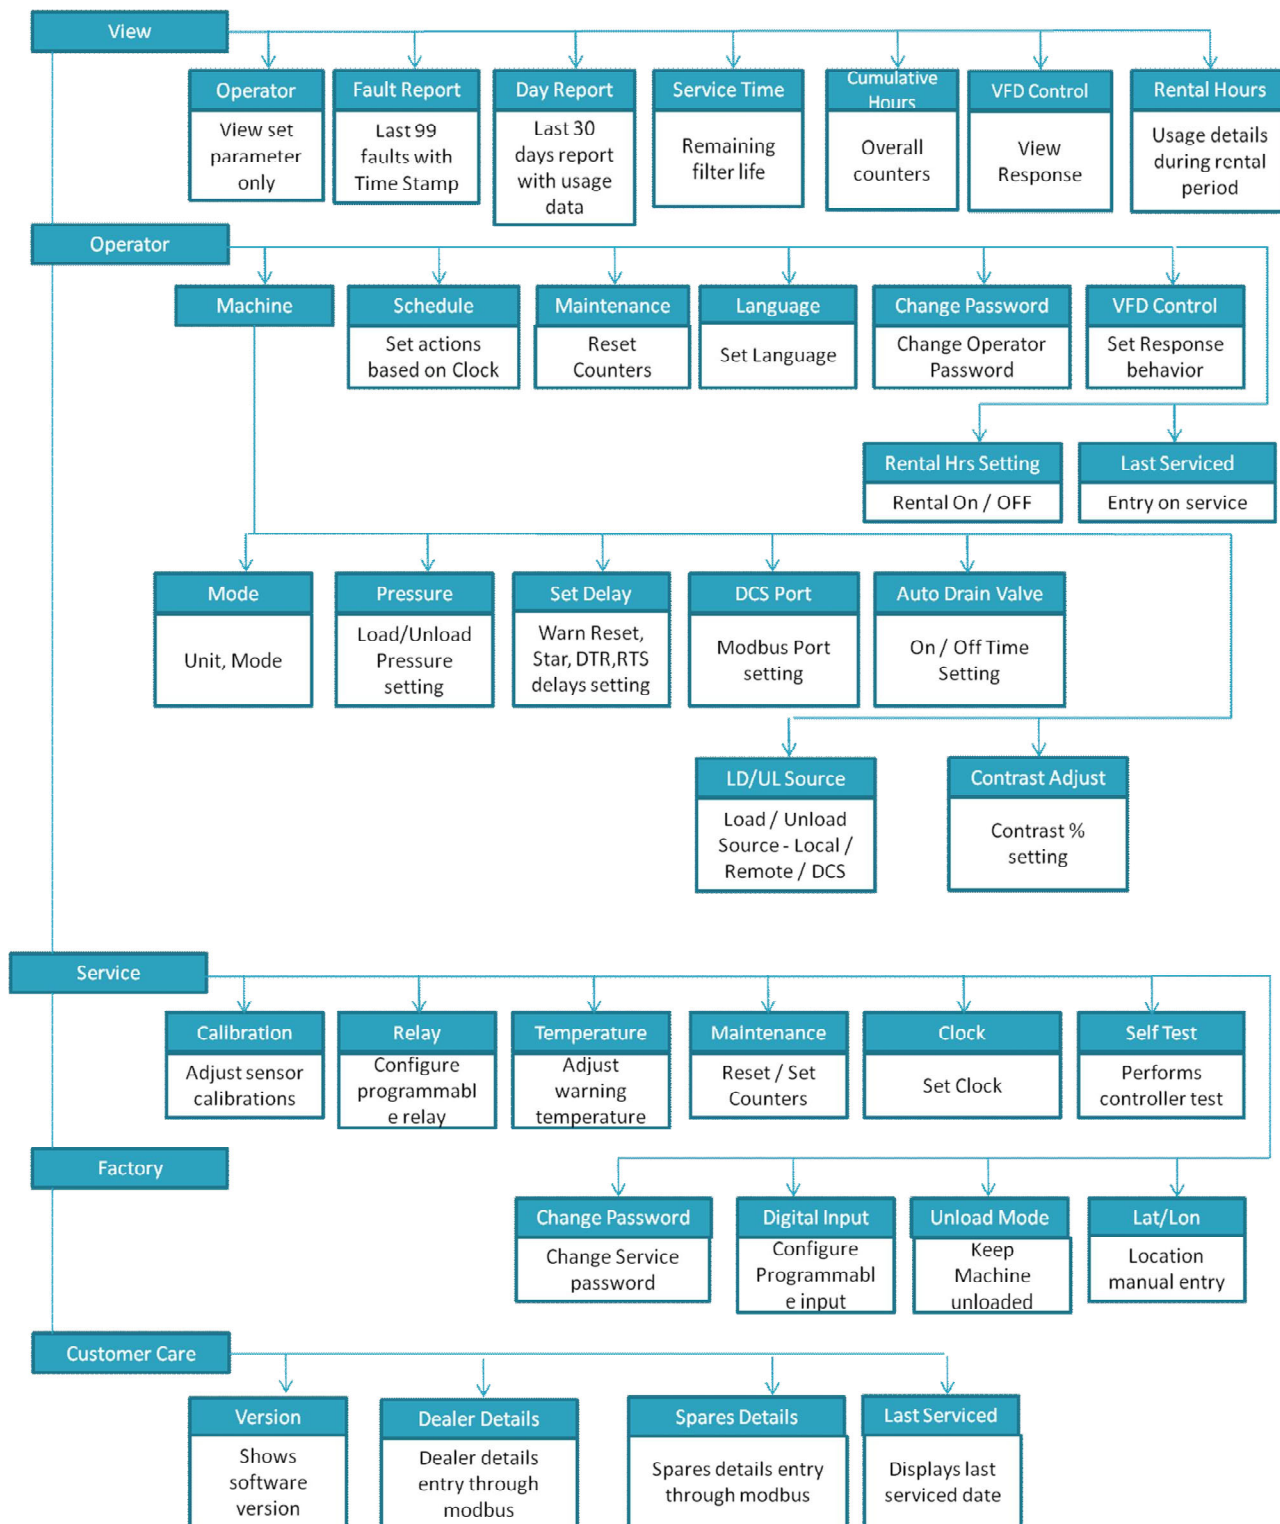 View
Operator
View set
parameter
only
Fault Report
Last 99
faults with
Time Stamp
Day Report
Last 30
days report
with usage
data
Service Time
Remaining
filter life
Cumulative
Hours
Overall
counters
VFD Control
View
Response
Rental Hours
Usage details
during rental
period
Operator
Machine
Schedule
Set actions
based on Clock
Maintenance
Reset
Counters
Language
Set Language
Change Password
Change Operator
Password
VFD Control
Set Response
behavior
Rental Hrs Setting
Rental On / OFF
Last Serviced
Entry on service
Mode
Unit, Mode
Pressure
Load/Unload
Pressure
setting
Set Delay
Warn Reset,
Star, DTR,RTS
delays setting
DCS Port
Modbus Port
setting
Auto Drain Valve
On / Off Time
Setting
LD/UL Source
Load / Unload
Source - Local /
Remote / DCS
Contrast Adjust
Contrast %
setting
Service
Calibration
Adjust sensor
calibrations
Relay
Configure
programmabl
e relay
Temperature
Adjust
warning
temperature
Maintenance
Reset / Set
Counters
Clock
Set Clock
Self Test
Performs
controller test
Factory
Change Password
Change Service
password
Digital Input
Configure
Programmabl
e input
Unload Mode
Keep
Machine
unloaded
Lat/Lon
Location
manual entry
Customer Care
Version
Shows
software
version
Dealer Details
Dealer details
entry through
modbus
Spares Details
Spares details entry
through modbus
Last Serviced
Displays last
serviced date